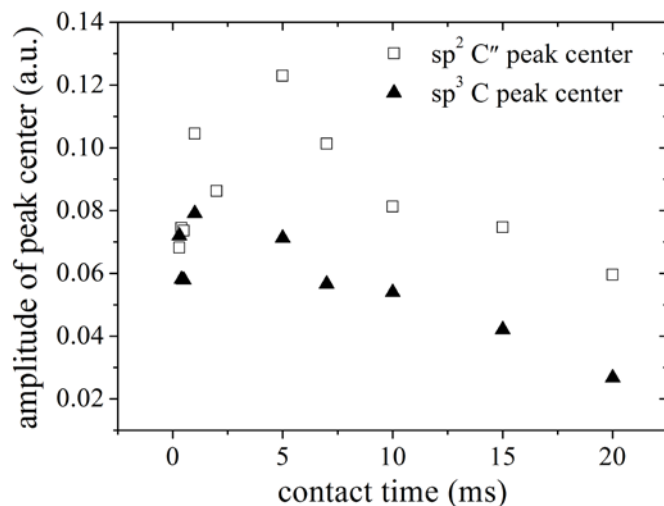 0.14
0.12
0.10
0.08
0.06
0.04
0.02
amplitude of peak center (a.u.)
sp² C″ peak center
sp³ C peak center
0 5 10 15 20
contact time (ms)